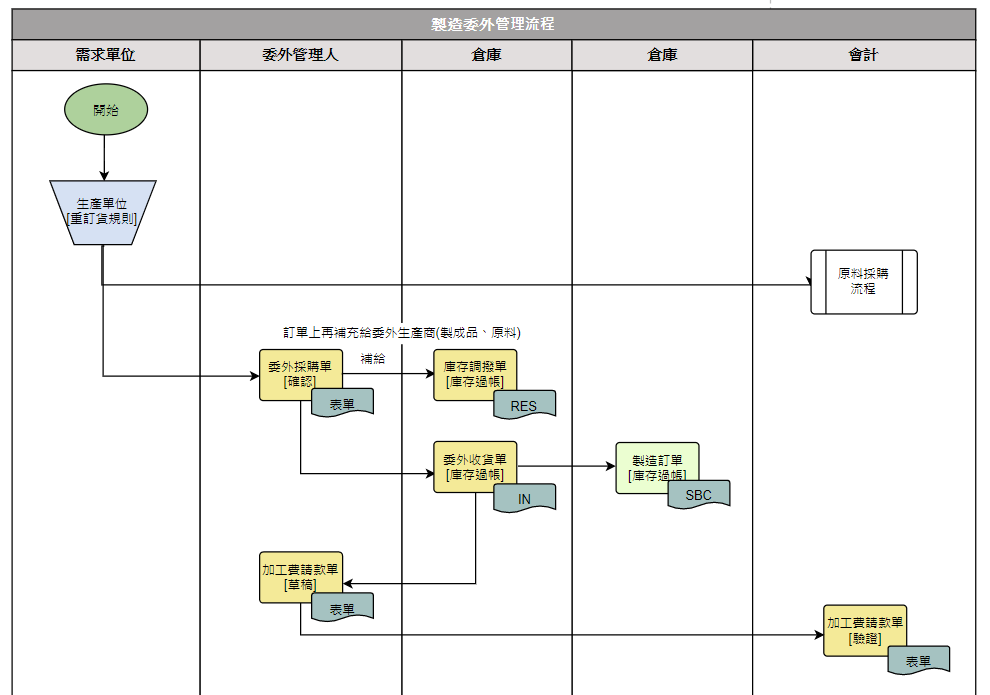 製造委外管理流程
需求單位
委外管理人
倉庫
倉庫
會計
開始
生產單位
[重訂貨規則]
原料採購
流程
訂單上再補充給委外生產商(製成品、原料)
補給
委外採購單
[確認]
表單
庫存調撥單
[庫存過帳]
RES
委外收貨單
[庫存過帳]
IN
製造訂單
[庫存過帳]
SBC
加工費請款單
[草稿]
表單
加工費請款單
[驗證]
表單